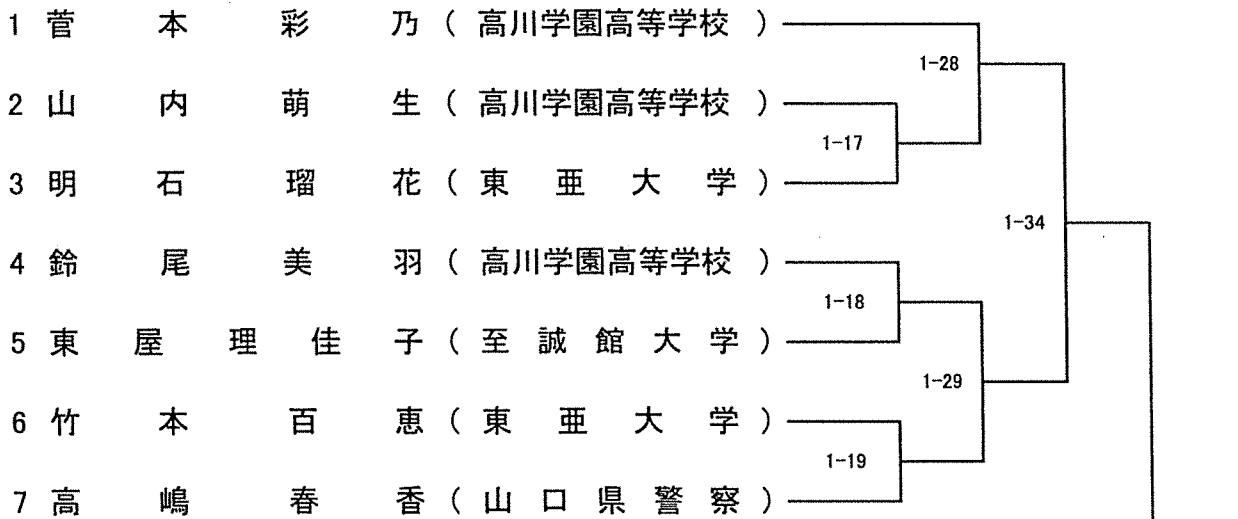 1 菅本彩乃（高川学園高等学校）
1-28
2 山内萌生（高川学園高等学校）
1-17
3 明石瑠花（東亜大学）
1-34
4 鈴尾美羽（高川学園高等学校）
1-18
5 東屋理佳子（至誠館大学）
1-29
6 竹本百恵（東亜大学）
1-19
7 高嶋春香（山口県警察）